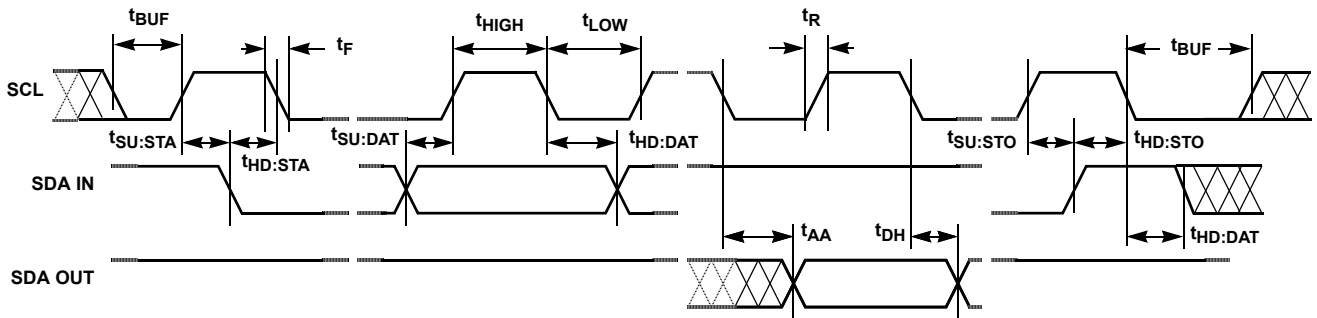 tBUF tF tHIGH tLOW tR tBUF
SCL
tSU:STA tHD:STA tSU:DAT tHD:DAT tSU:STO tHD:STO
SDA IN
tAA tDH tHD:DAT
SDA OUT